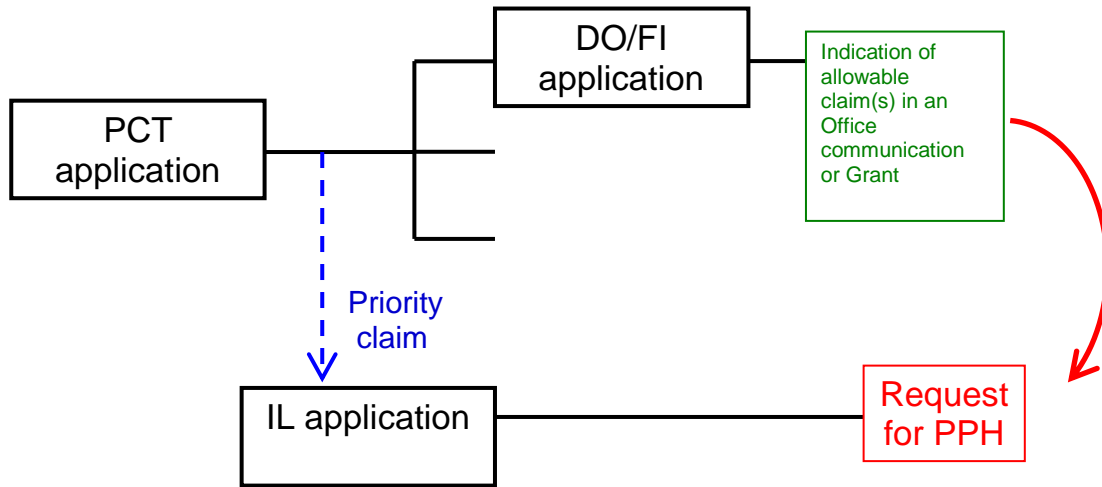 DO/FI
application
Indication of
allowable
claim(s) in an
Office
communication
or Grant
PCT
application
Priority
claim
IL application
Request
for PPH